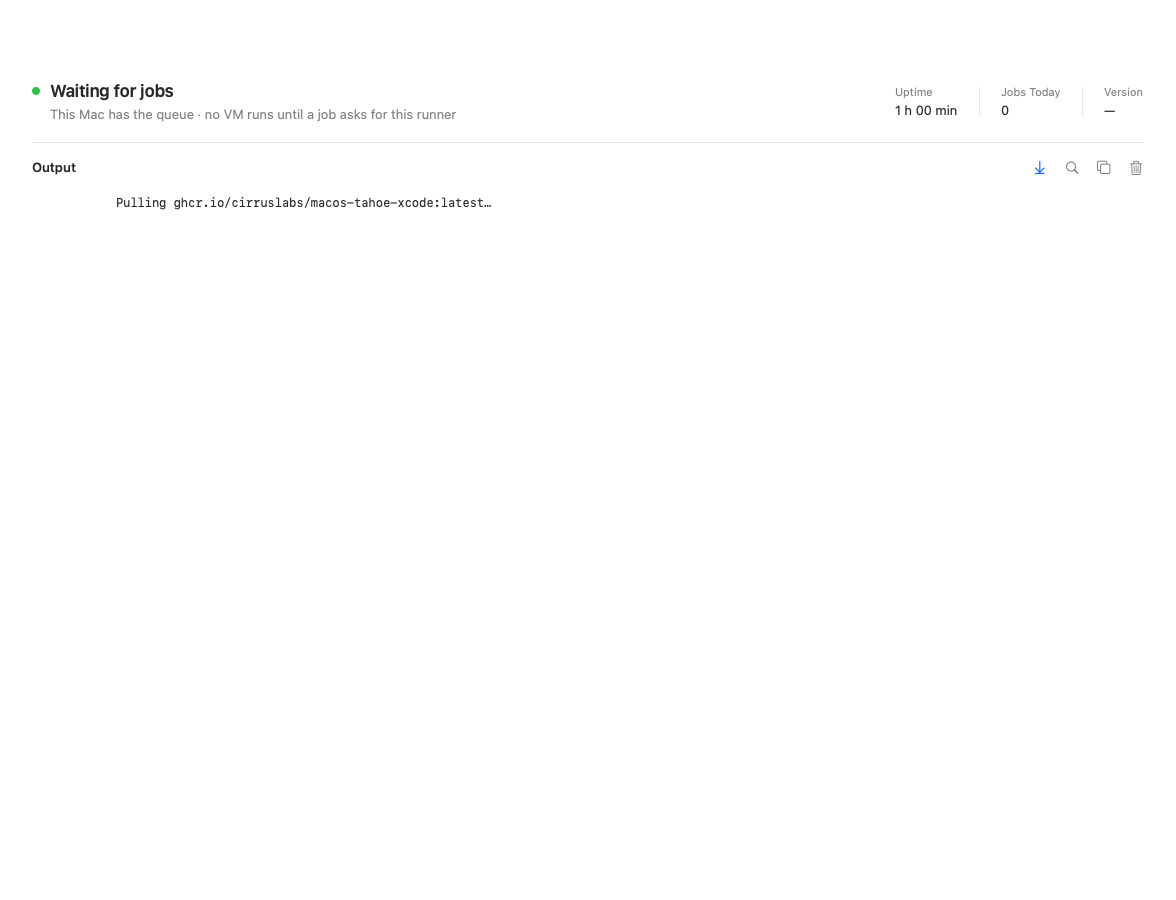 Waiting for jobs
This Mac has the queue · no VM runs until a job asks for this runner
Uptime
1 h 00 min
Jobs Today
0
Version
—
Output
Pulling ghcr.io/cirruslabs/macos-tahoe-xcode:latest…